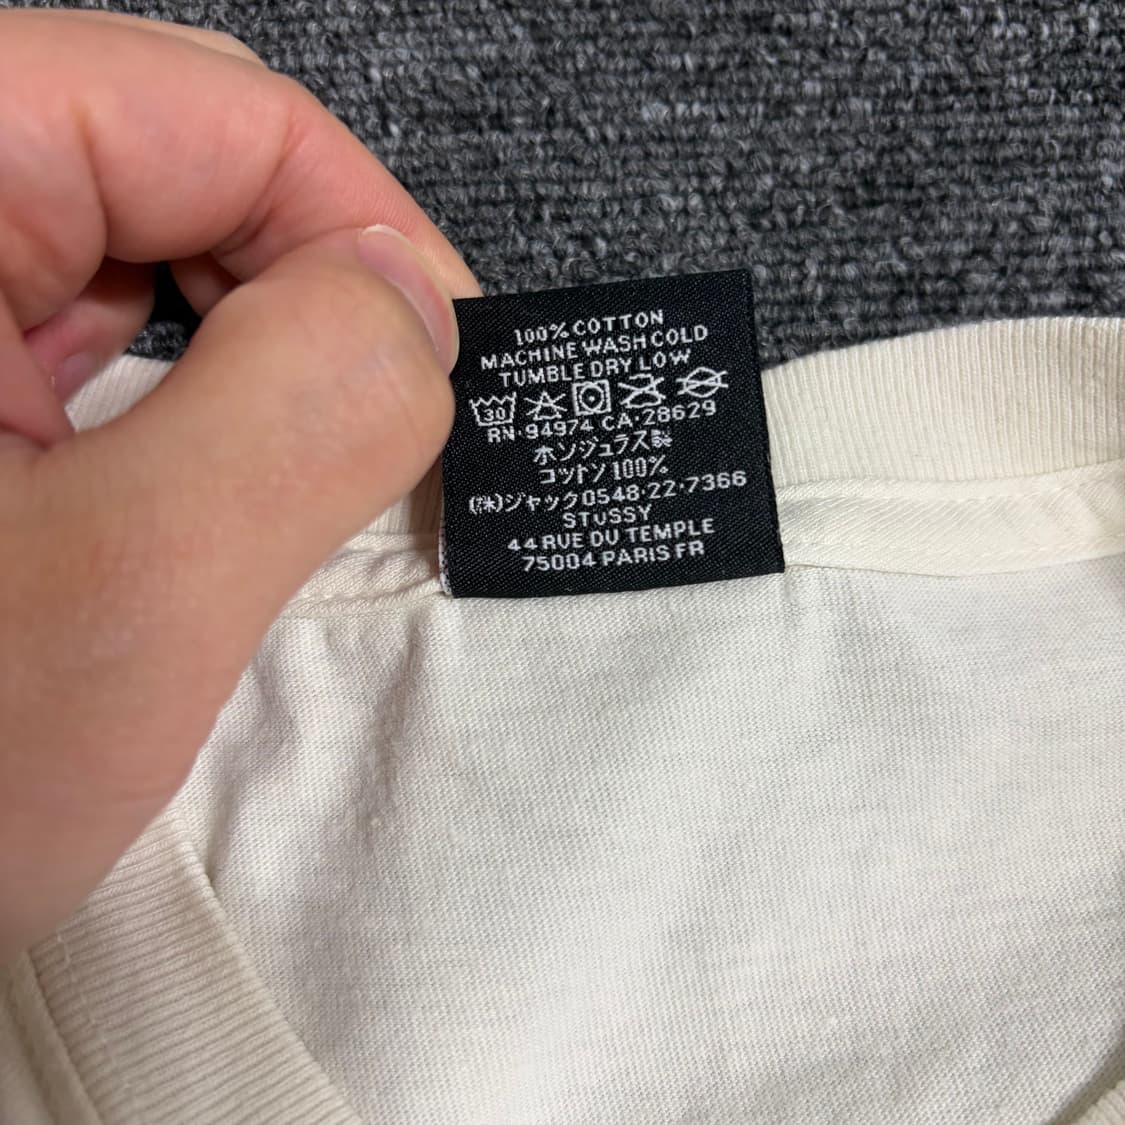 100% COTTON
MACHINE WASH COLD
TUMBLE DRY LOW
30
RN·94974 CA·28629
ホンジュラス製
コットン100%
(株)ジャック0548·22·7366
STUSSY
44 RUE DU TEMPLE
75004 PARIS FR